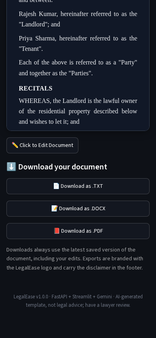 Rajesh Kumar, hereinafter referred to as the
"Landlord"; and
Priya Sharma, hereinafter referred to as the
"Tenant".
Each of the above is referred to as a "Party"
and together as the "Parties".
RECITALS
WHEREAS, the Landlord is the lawful owner
of the residential property described below
and wishes to let it; and
✏️ Click to Edit Document
⬇️ Download your document
📄 Download as .TXT
📝 Download as .DOCX
📕 Download as .PDF
Downloads always use the latest saved version of the
document, including your edits. Exports are branded with
the LegalEase logo and carry the disclaimer in the footer.
LegalEase v1.0.0 · FastAPI + Streamlit + Gemini · AI-generated
template, not legal advice; have a lawyer review.